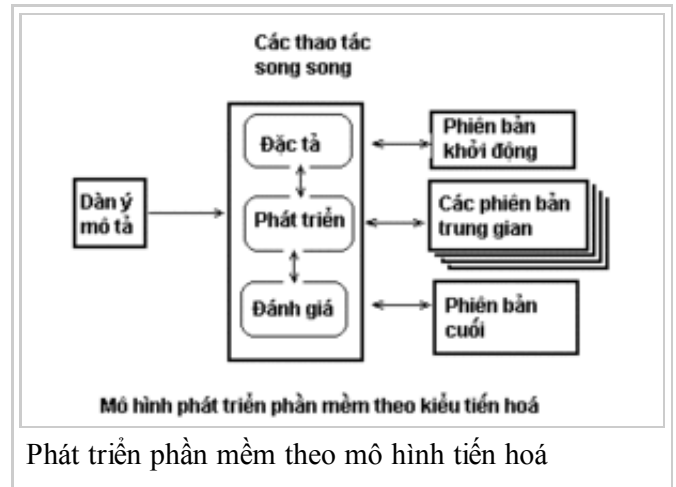 Các thao tác
song song
Đặc tả
Phiên bản
khởi động
Dàn ý
mô tả
Phát triển
Các phiên bản
trung gian
Đánh giá
Phiên bản
cuối
Mô hình phát triển phần mềm theo kiểu tiến hoá
Phát triển phần mềm theo mô hình tiến hoá